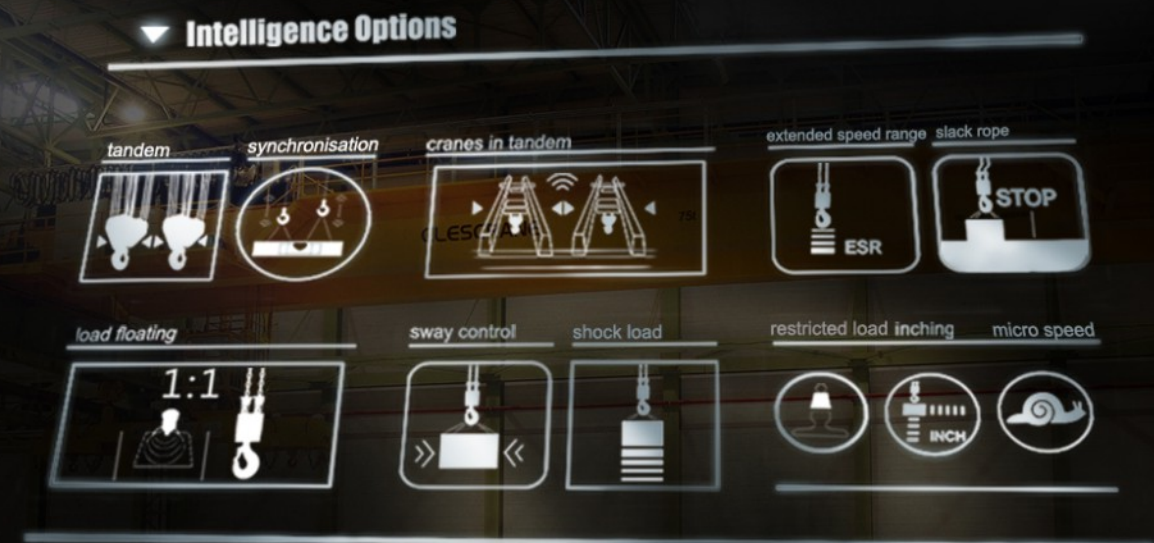 Intelligence Options
tandem
synchronisation
cranes in tandem
extended speed range
slack rope
STOP
ESR
load floating
sway control
shock load
restricted load
inching
micro speed
1:1
INCH